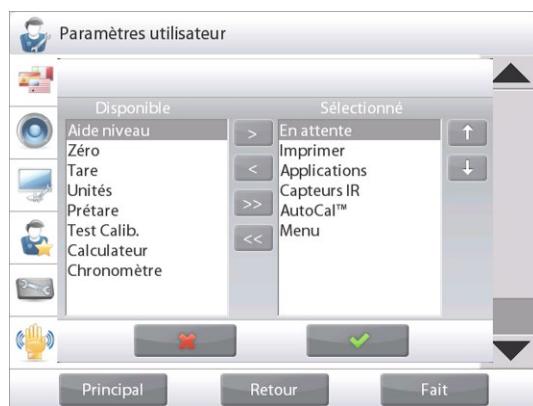 Paramètres utilisateur
Disponible
Sélectionné
Aide niveau
Zéro
Tare
Unités
Prétare
Test Calib.
Calculateur
Chronomètre
>
<
>>
<<
En attente
Imprimer
Applications
Capteurs IR
AutoCal™
Menu
Principal
Retour
Fait